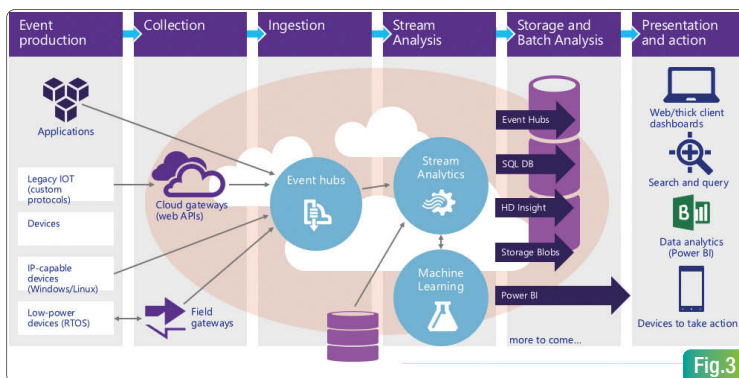 Event
production
Collection
Ingestion
Stream
Analysis
Storage and
Batch Analysis
Presentation
and action
Applications
Legacy IOT
(custom
protocols)
Devices
IP-capable
devices
(Windows/Linux)
Low-power
devices (RTOS)
Cloud gateways
(web APIs)
Field
gateways
Event hubs
Stream
Analytics
Machine
Learning
Event Hubs
SQL DB
HD Insight
Storage Blobs
Power BI
more to come...
Web/thick client
dashboards
Search and query
B
Data analytics
(Power BI)
Devices to take action
Fig.3